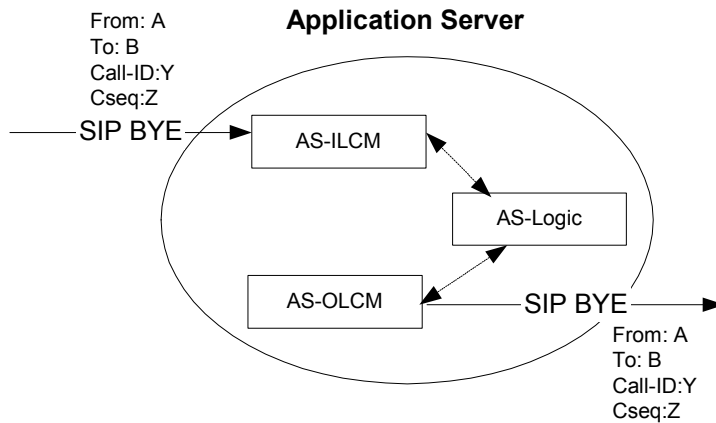 Application Server
From: A
To: B
Call-ID:Y
Cseq:Z
SIP BYE
AS-ILCM
AS-Logic
AS-OLCM
SIP BYE
From: A
To: B
Call-ID:Y
Cseq:Z